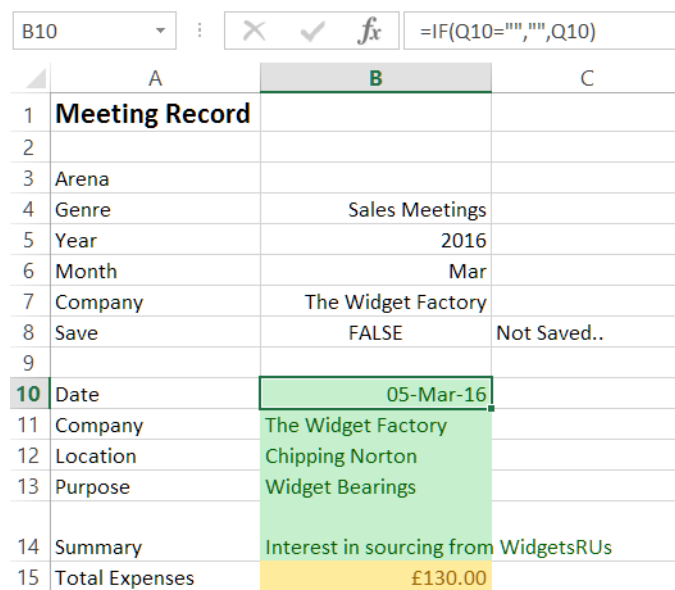 B10 fx =IF(Q10="","",Q10)
A B C
1 Meeting Record
2
3 Arena
4 Genre Sales Meetings
5 Year 2016
6 Month Mar
7 Company The Widget Factory
8 Save FALSE Not Saved..
9
10 Date 05-Mar-16
11 Company The Widget Factory
12 Location Chipping Norton
13 Purpose Widget Bearings
14 Summary Interest in sourcing from WidgetsRUs
15 Total Expenses £130.00